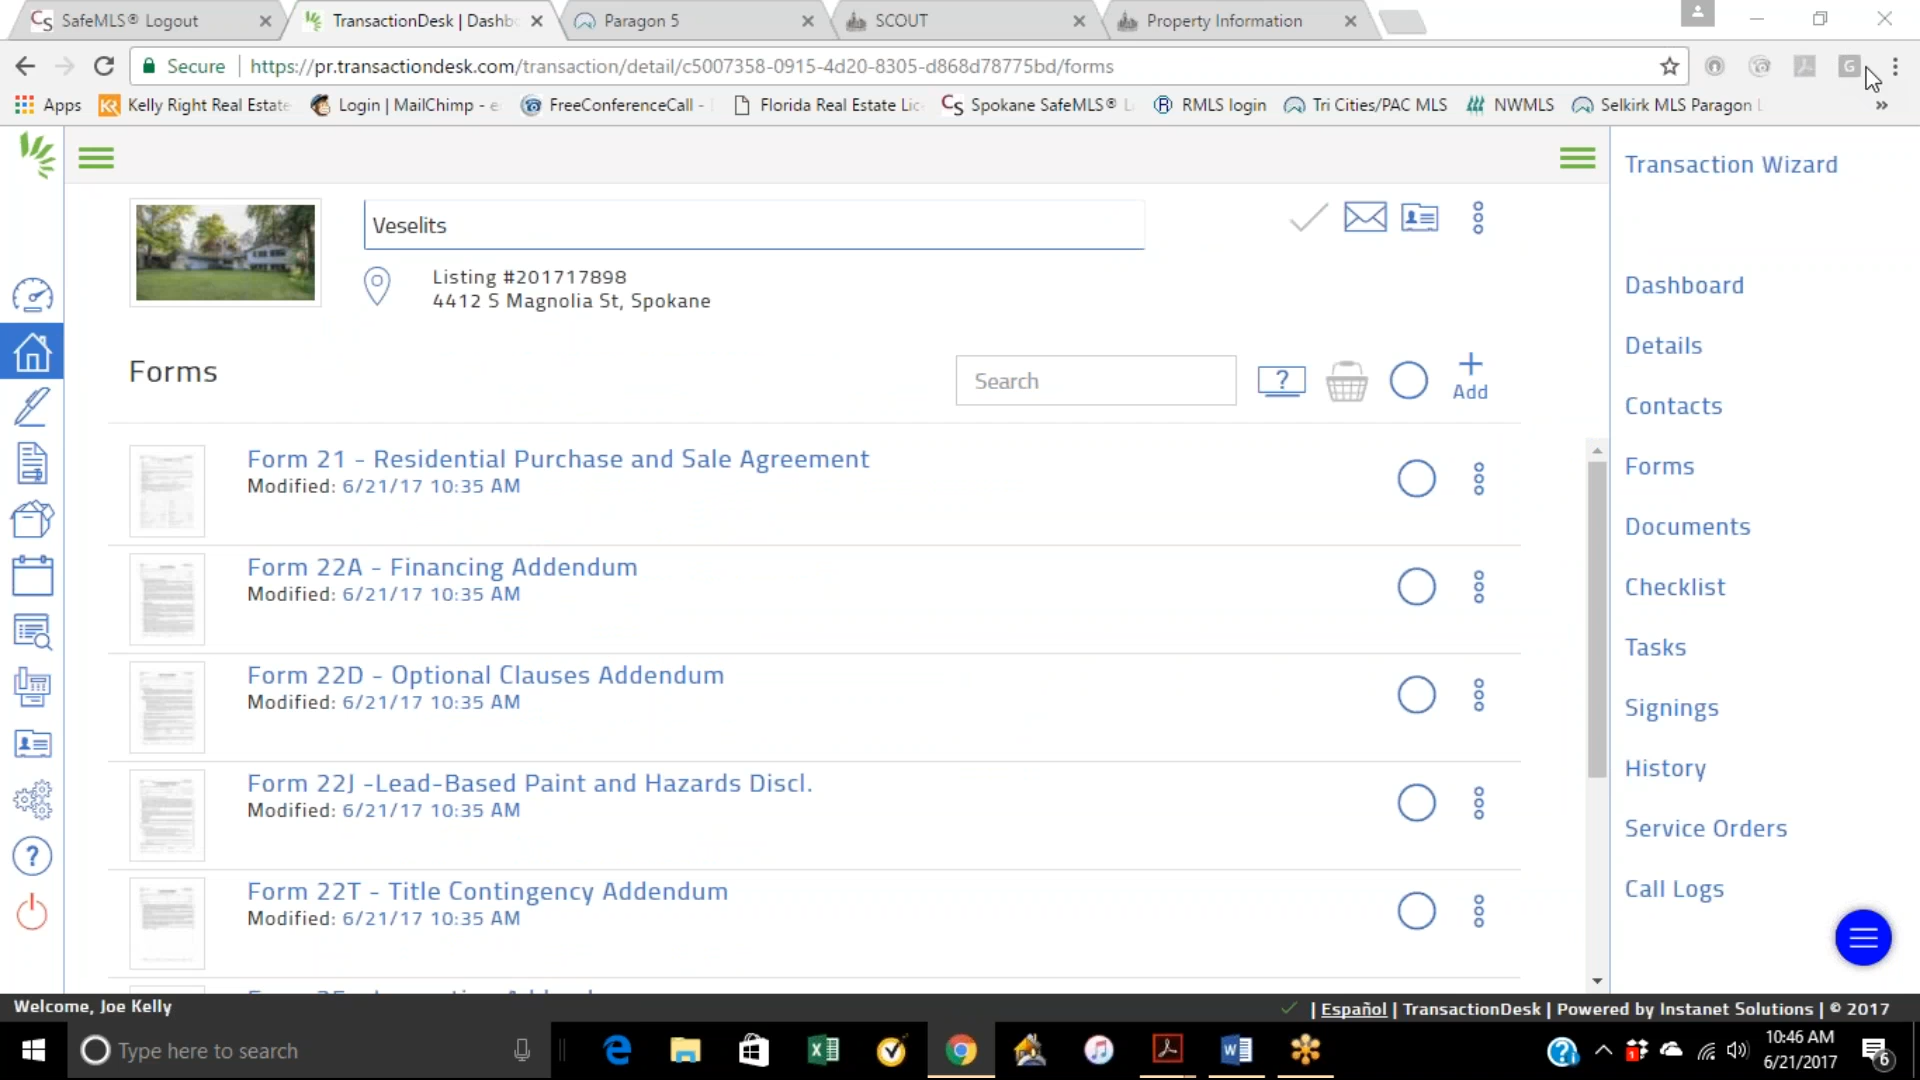 SafeMLS® Logout
TransactionDesk | Dashbo
Paragon 5
SCOUT
Property Information
Secure
https://pr.transactiondesk.com/transaction/detail/c5007358-0915-4d20-8305-d868d78775bd/forms
Apps
Kelly Right Real Estate
Login | MailChimp - e
FreeConferenceCall -
Florida Real Estate Lic
Spokane SafeMLS® L
RMLS login
Tri Cities/PAC MLS
NWMLS
Selkirk MLS Paragon
»
Transaction Wizard
Veselits
Listing #201717898
4412 S Magnolia St, Spokane
Forms
Search
Add
Form 21 - Residential Purchase and Sale Agreement
Modified: 6/21/17 10:35 AM
Form 22A - Financing Addendum
Modified: 6/21/17 10:35 AM
Form 22D - Optional Clauses Addendum
Modified: 6/21/17 10:35 AM
Form 22J -Lead-Based Paint and Hazards Discl.
Modified: 6/21/17 10:35 AM
Form 22T - Title Contingency Addendum
Modified: 6/21/17 10:35 AM
Dashboard
Details
Contacts
Forms
Documents
Checklist
Tasks
Signings
History
Service Orders
Call Logs
Welcome, Joe Kelly
| Español | TransactionDesk | Powered by Instanet Solutions | © 2017
Type here to search
10:46 AM
6/21/2017
6